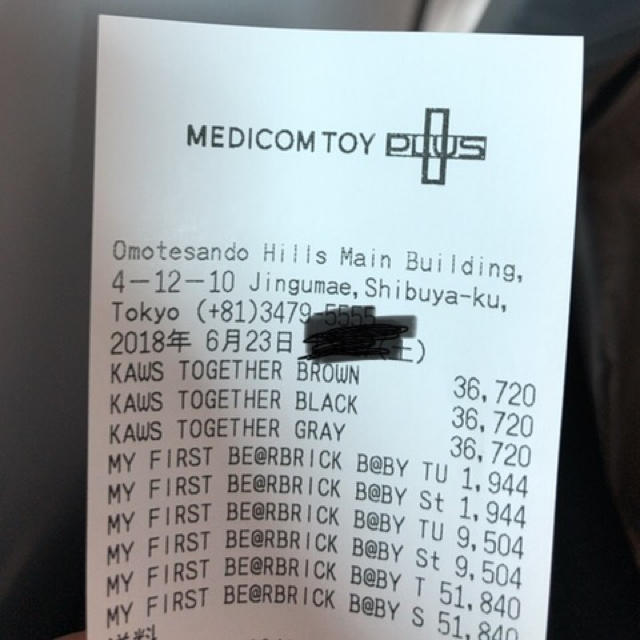 MEDICOM TOY PLUS
Omotesando Hills Main Building,
4-12-10 Jingumae,Shibuya-ku,
Tokyo (+81)3479-5555
2018年 6月23日 土)
KAWS TOGETHER BROWN 36,720
KAWS TOGETHER BLACK 36,720
KAWS TOGETHER GRAY 36,720
MY FIRST BE@RBRICK B@BY TU 1,944
MY FIRST BE@RBRICK B@BY St 1,944
MY FIRST BE@RBRICK B@BY TU 9,504
MY FIRST BE@RBRICK B@BY St 9,504
MY FIRST BE@RBRICK B@BY T 51,840
MY FIRST BE@RBRICK B@BY S 51,840
送料